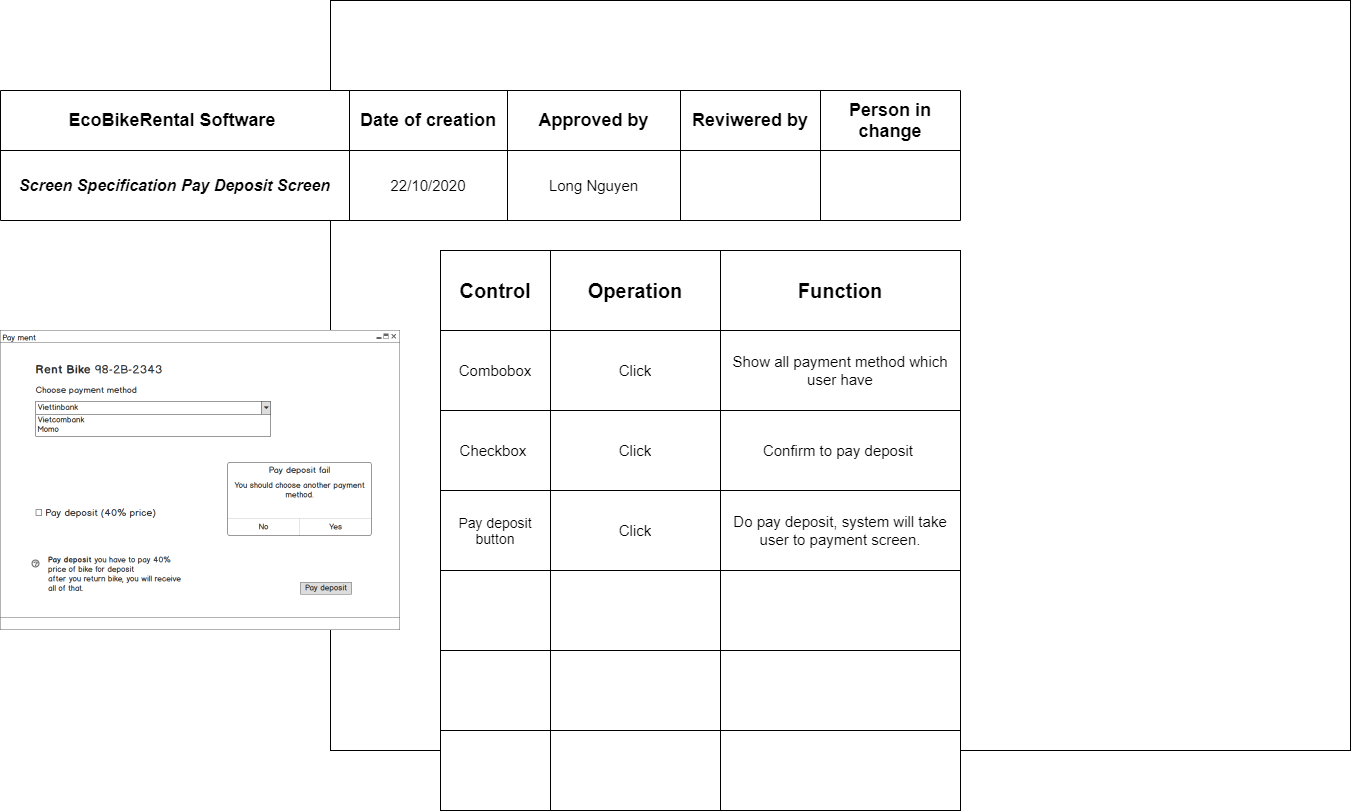 EcoBikeRental Software
Date of creation
Approved by
Reviwered by
Person in
change
Screen Specification Pay Deposit Screen
22/10/2020
Long Nguyen
Control
Operation
Function
Combobox
Click
Show all payment method which
user have
Checkbox
Click
Confirm to pay deposit
Pay deposit
button
Click
Do pay deposit, system will take
user to payment screen.
Pay ment
Rent Bike 98-2B-2343
Choose payment method
Viettinbank
Vietcombank
Momo
Pay deposit fail
You should choose another payment
method.
No
Yes
Pay deposit (40% price)
Pay deposit you have to pay 40%
price of bike for deposit
after you return bike, you will receive
all of that.
Pay deposit